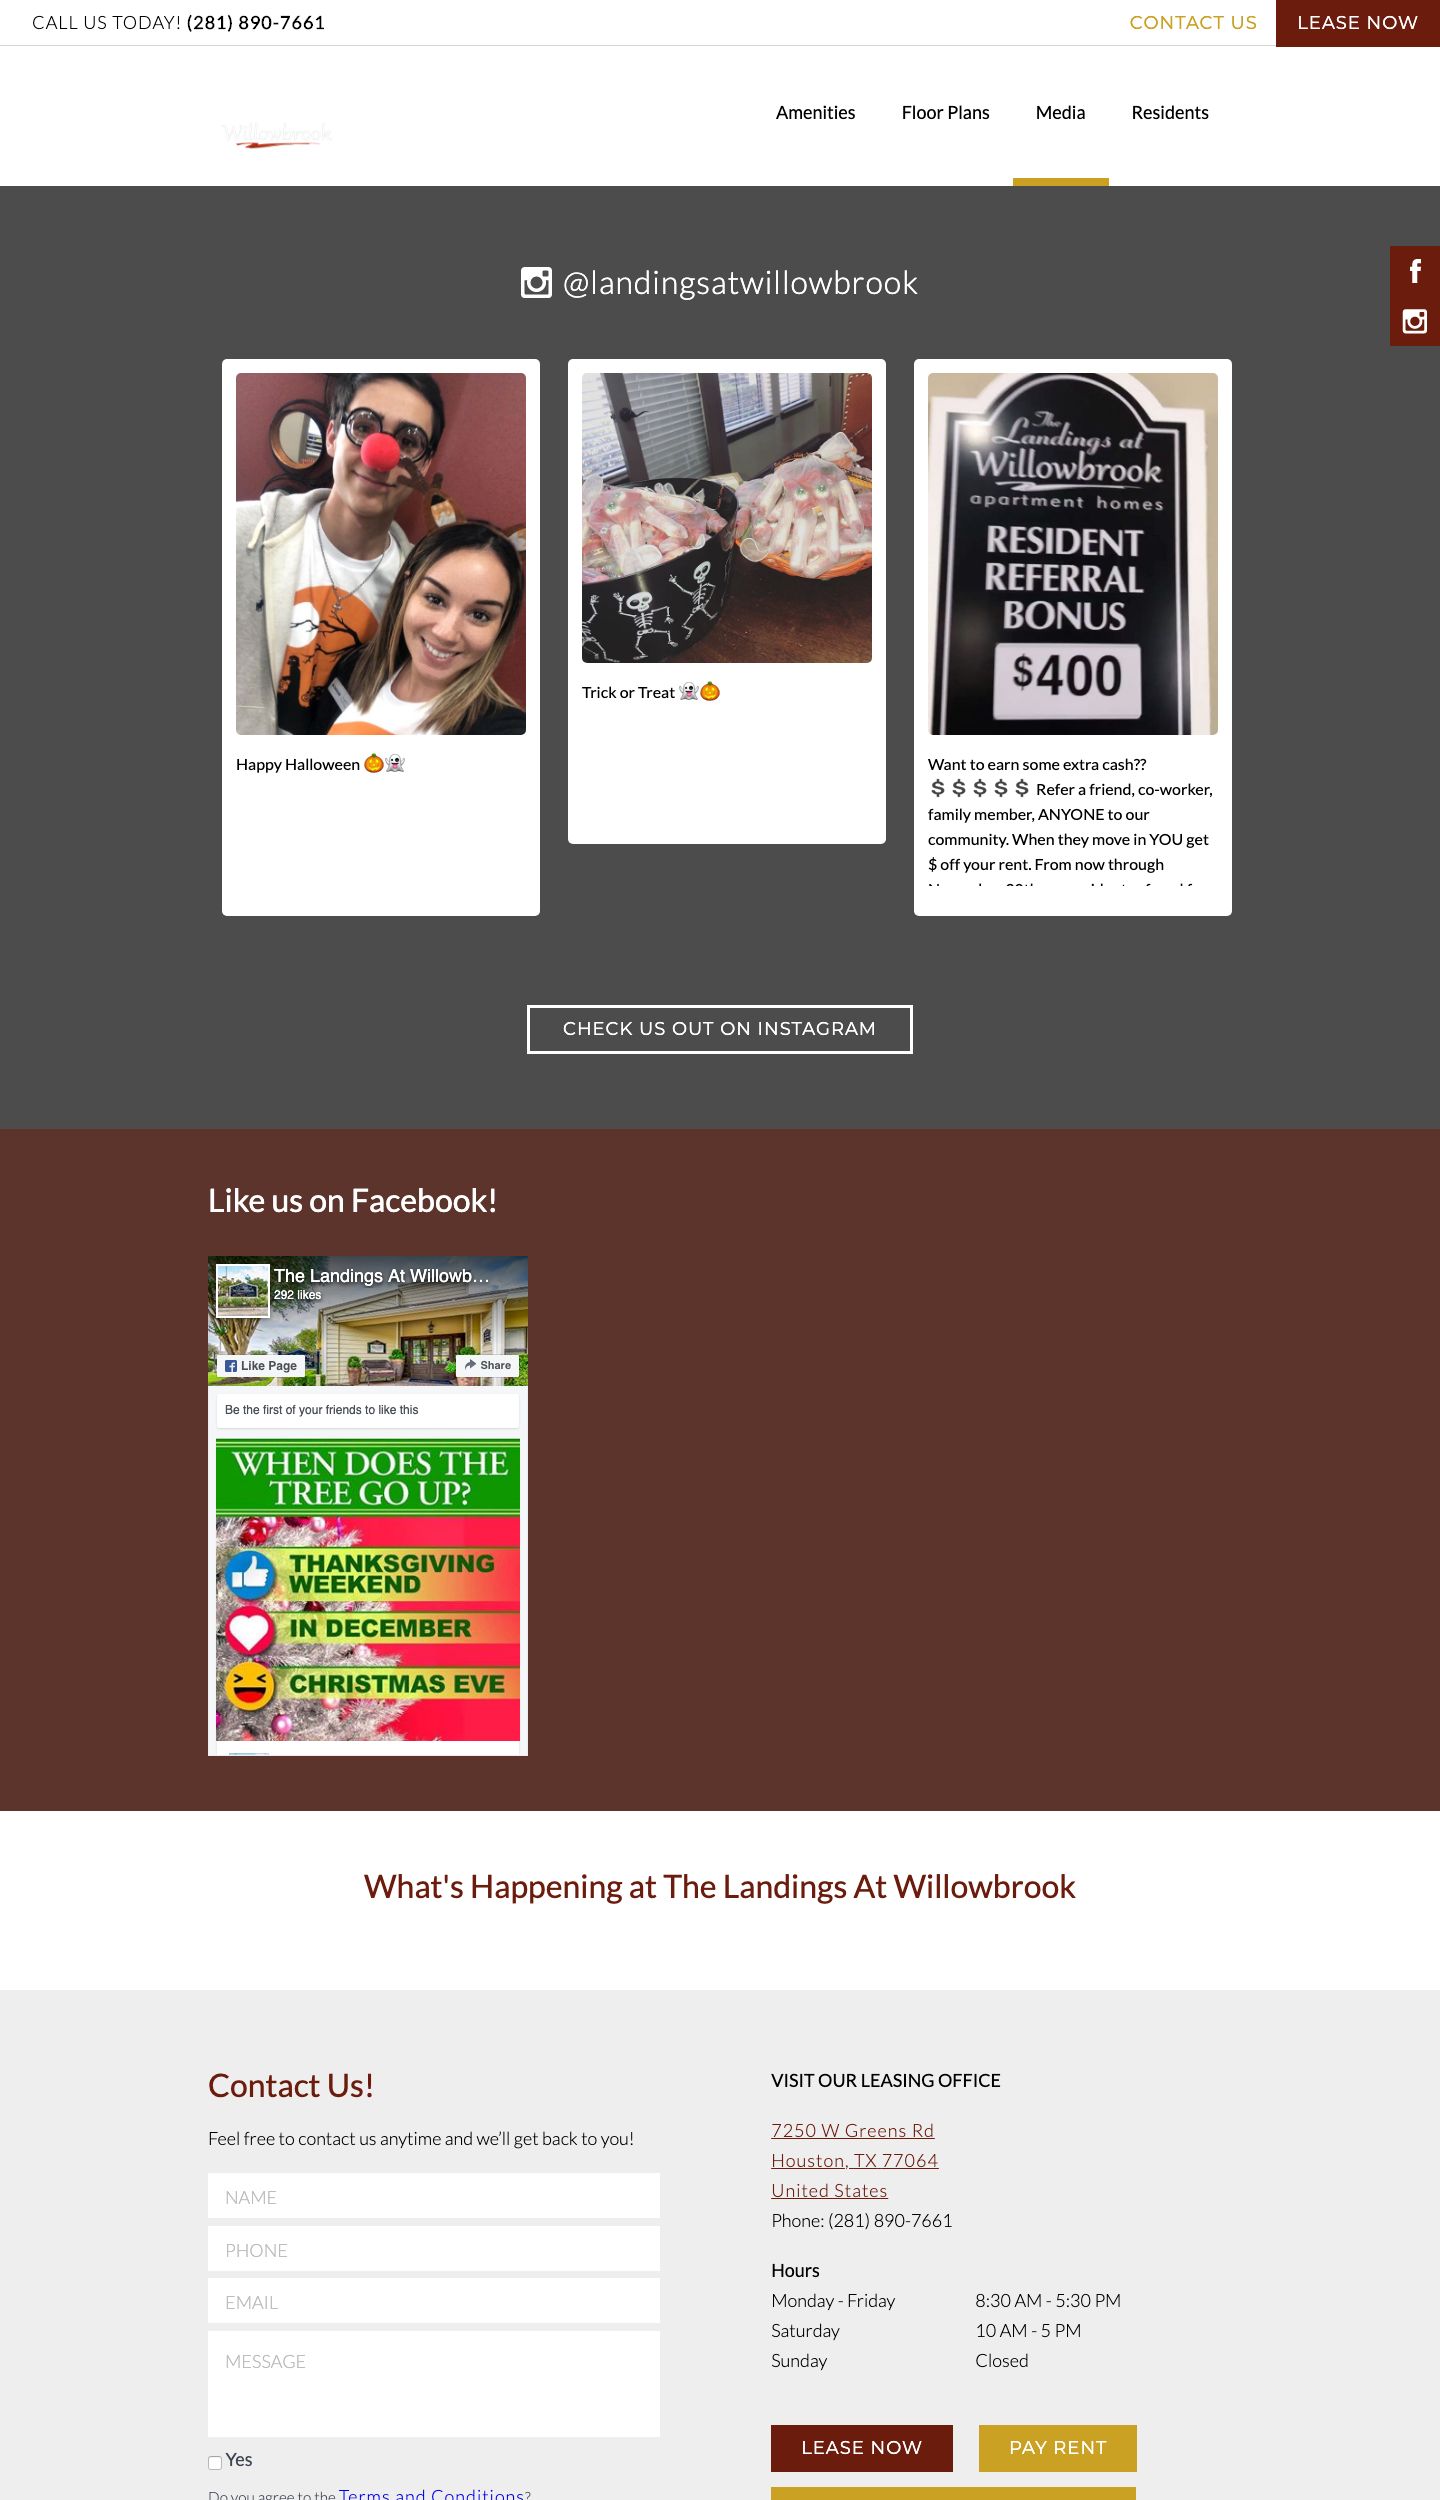 CALL US TODAY! (281) 890-7661
CONTACT US
LEASE NOW
Willowbrook
Amenities
Floor Plans
Media
Residents
@landingsatwillowbrook
The
Landings at
Willowbrook
apartment homes
RESIDENT
REFERRAL
BONUS
$400
Happy Halloween 🎃👻
Trick or Treat 👻🎃
Want to earn some extra cash??
💲💲💲💲💲 Refer a friend, co-worker,
family member, ANYONE to our
community. When they move in YOU get
$ off your rent. From now through
CHECK US OUT ON INSTAGRAM
Like us on Facebook!
The Landings At Willowb...
292 likes
Like Page
Share
Be the first of your friends to like this
WHEN DOES THE
TREE GO UP?
THANKSGIVING
WEEKEND
IN DECEMBER
CHRISTMAS EVE
What's Happening at The Landings At Willowbrook
Contact Us!
Feel free to contact us anytime and we’ll get back to you!
NAME
PHONE
EMAIL
MESSAGE
Yes
Do you agree to the Terms and Conditions?
VISIT OUR LEASING OFFICE
7250 W Greens Rd
Houston, TX 77064
United States
Phone: (281) 890-7661
Hours
Monday - Friday 8:30 AM - 5:30 PM
Saturday 10 AM - 5 PM
Sunday Closed
LEASE NOW
PAY RENT